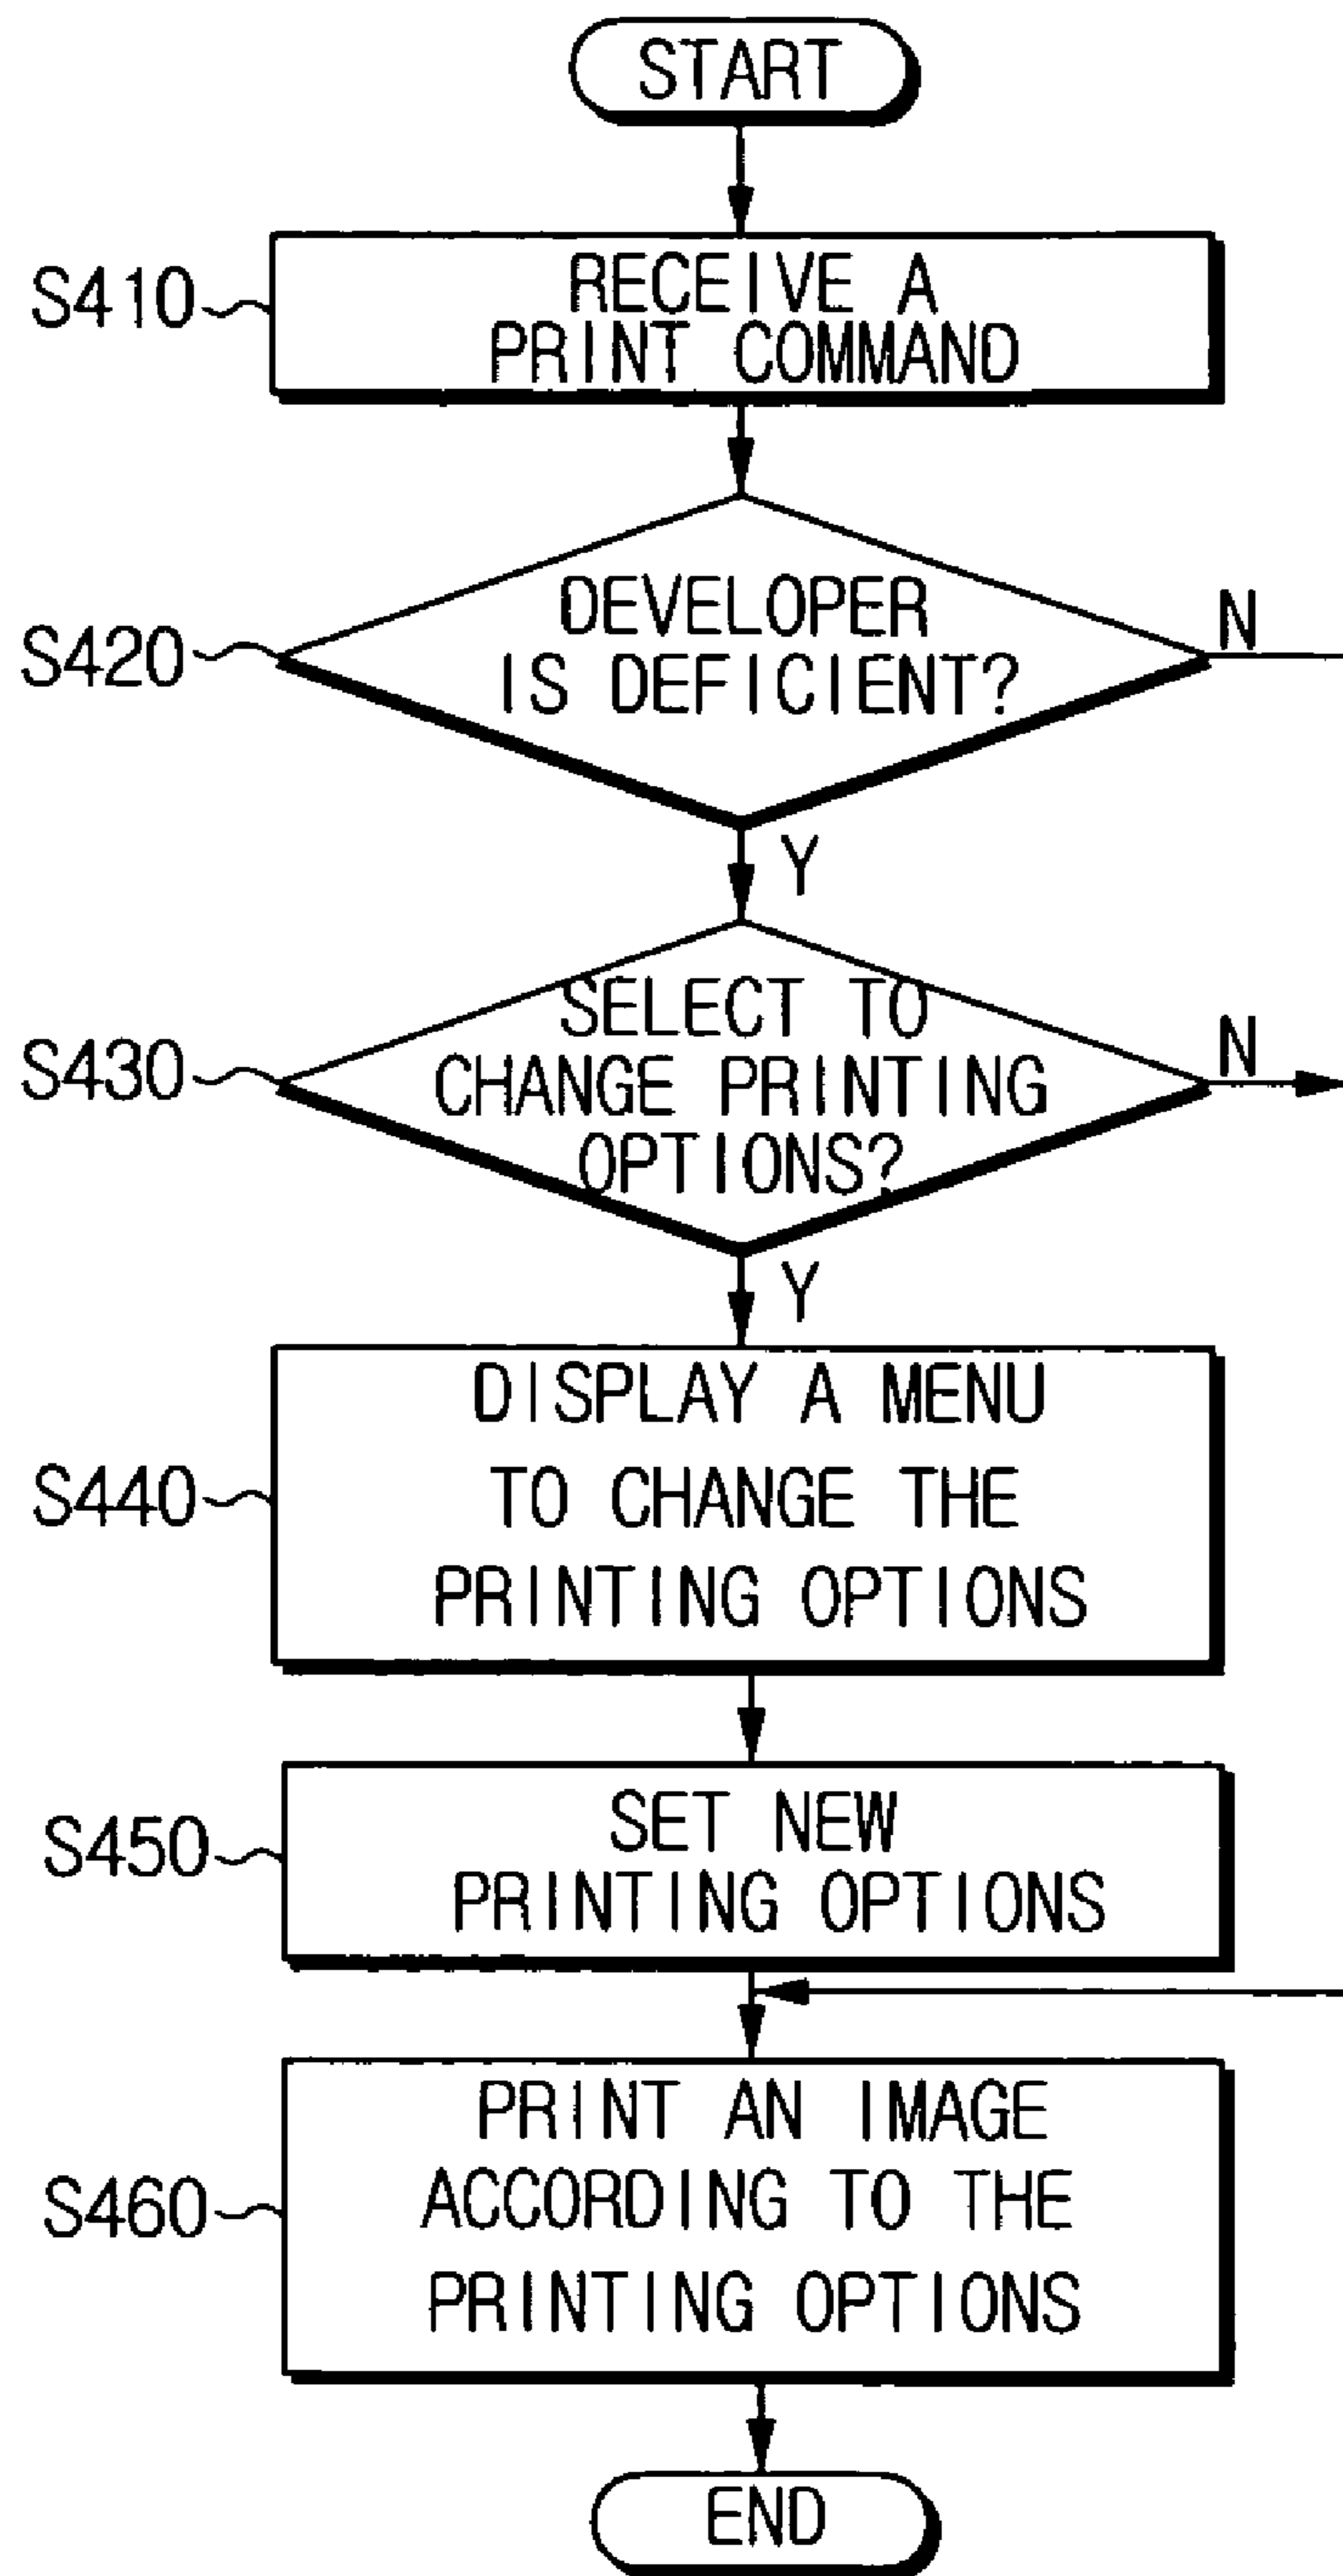 START
S410
RECEIVE A
PRINT COMMAND
S420
DEVELOPER
IS DEFICIENT?
N
Y
S430
SELECT TO
CHANGE PRINTING
OPTIONS?
N
Y
S440
DISPLAY A MENU
TO CHANGE THE
PRINTING OPTIONS
S450
SET NEW
PRINTING OPTIONS
S460
PRINT AN IMAGE
ACCORDING TO THE
PRINTING OPTIONS
END